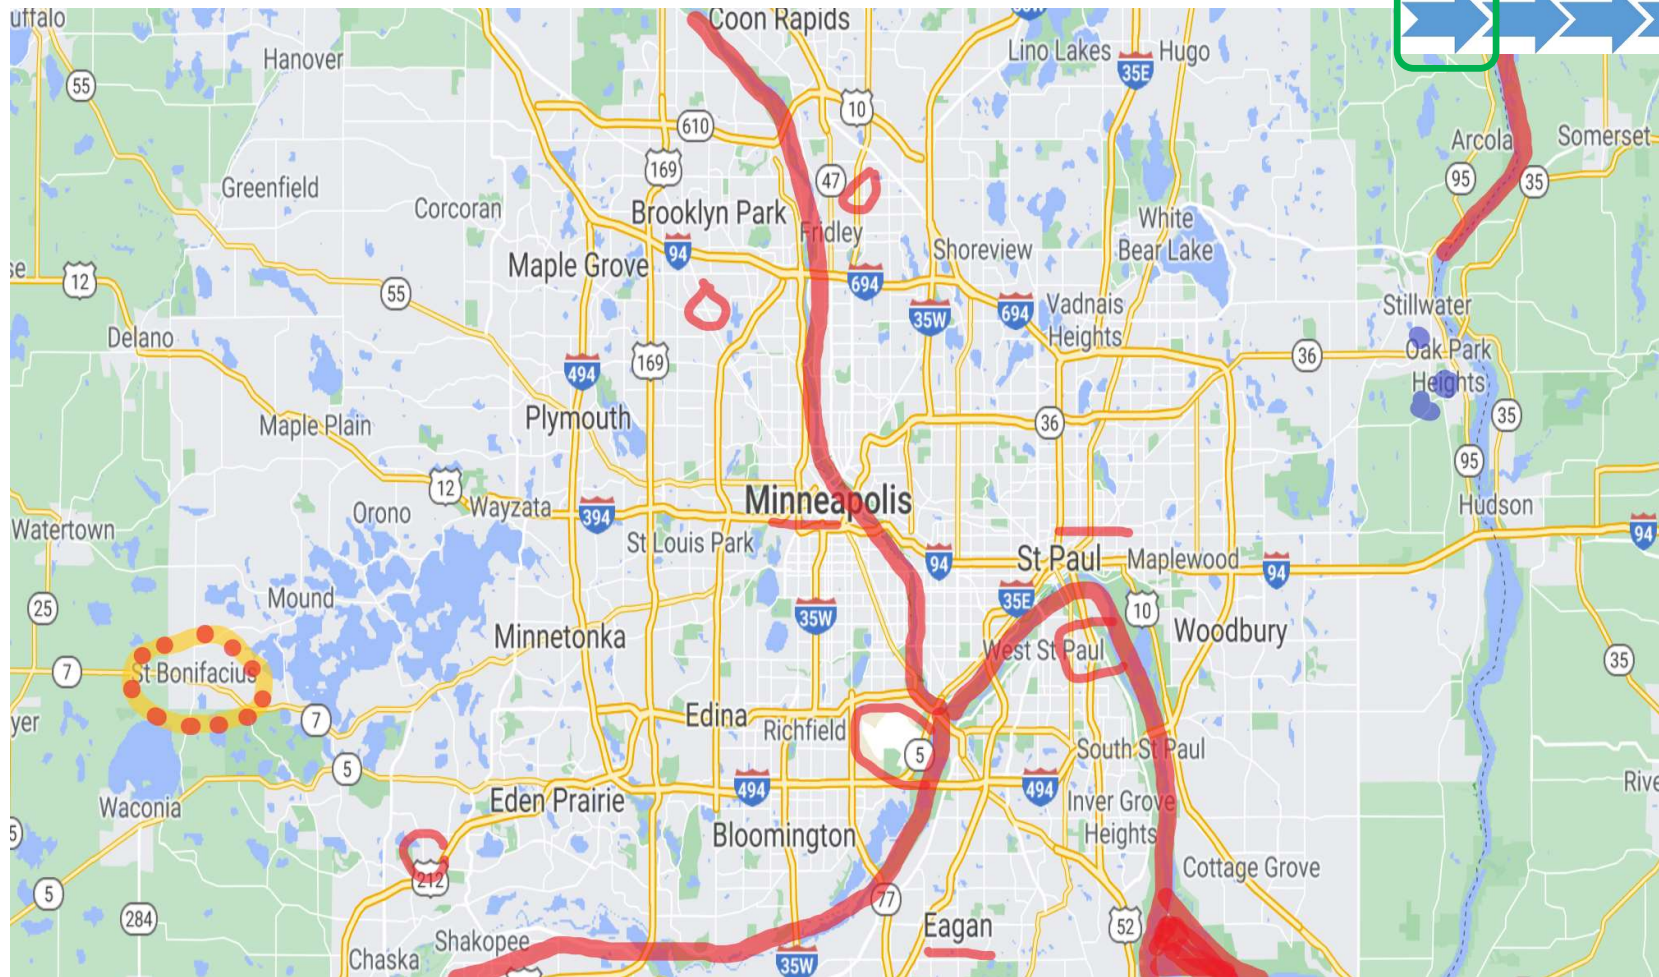 uffalo
Coon Rapids
Hanover
Lino Lakes
Hugo
35E
55
10
610
Arcola
Somerset
169
47
95
35
Greenfield
Corcoran
Brooklyn Park
Fridley
White
Bear Lake
Shoreview
94
Maple Grove
se
12
694
55
Vadnais
Heights
694
35W
Stillwater
Delano
Oak Park
Heights
36
169
494
Plymouth
Maple Plain
36
35
12
Wayzata
Orono
394
Minneapolis
95
Hudson
Watertown
St Louis Park
94
94
St Paul
Maplewood
94
25
Mound
35E
35W
10
Minnetonka
Woodbury
West St Paul
7
St Bonifacius
35
yer
7
Edina
Richfield
5
South St Paul
5
Waconia
Eden Prairie
494
494
Inver Grove
Heights
Rive
5
Bloomington
Cottage Grove
212
5
77
284
Eagan
52
Shakopee
Chaska
35W